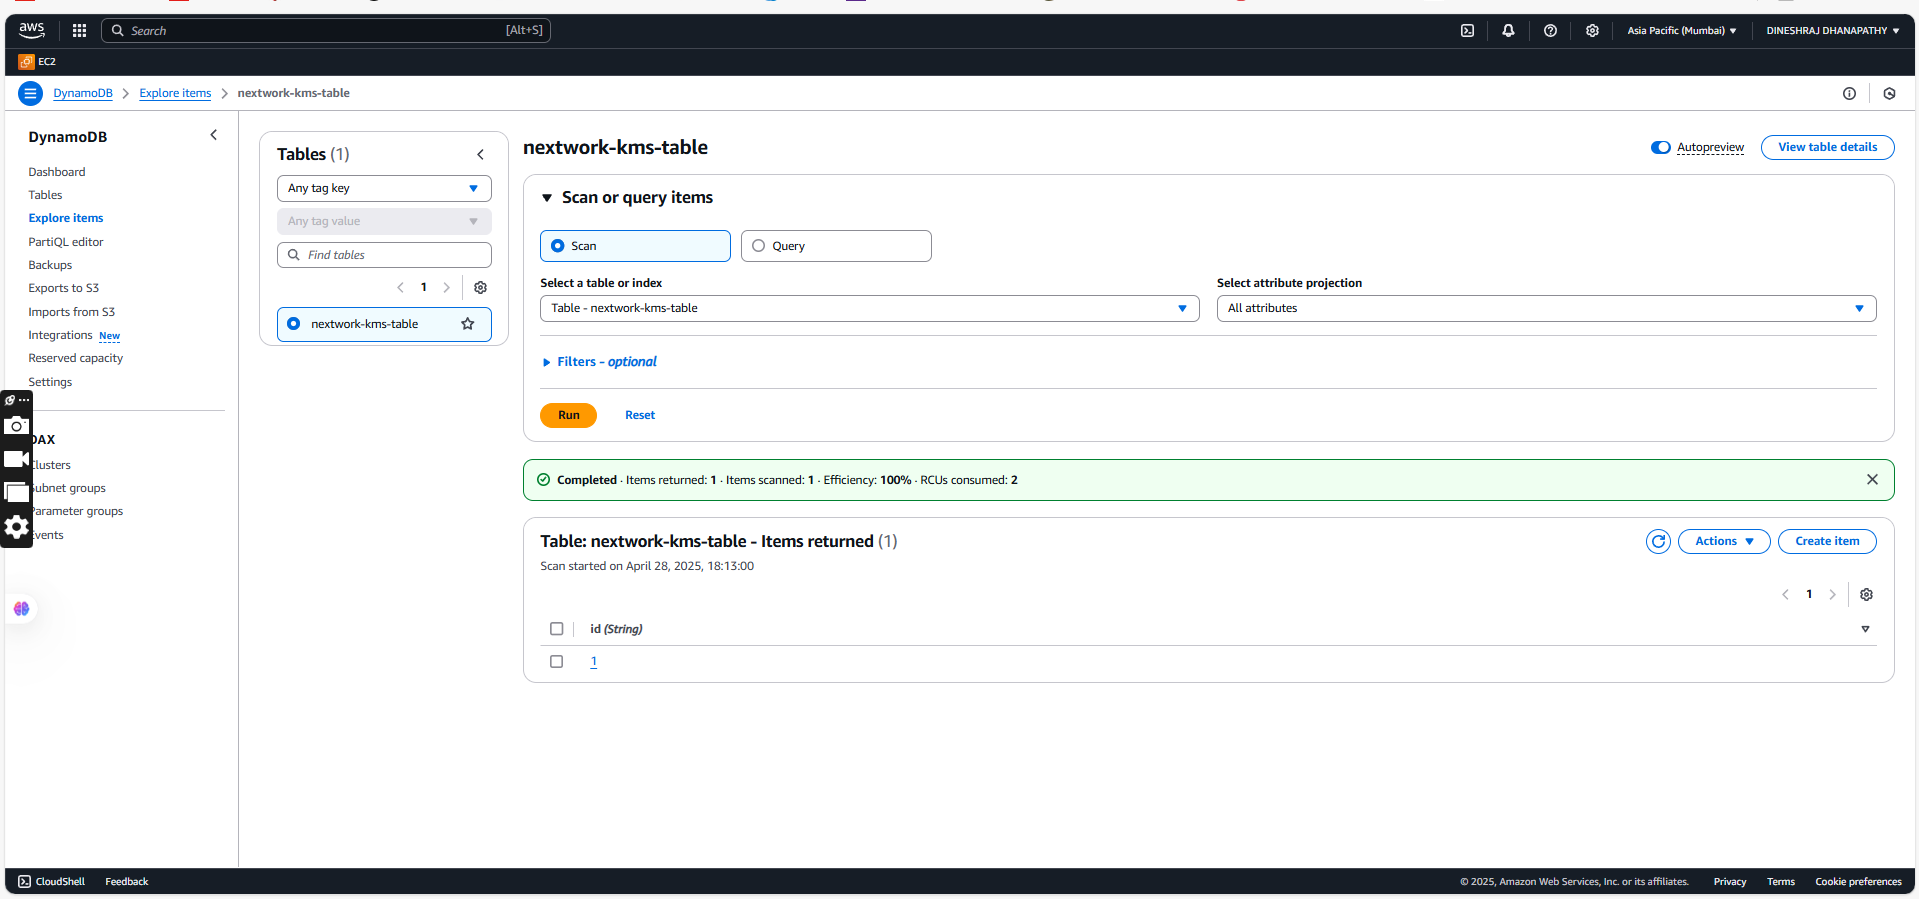 aws
Search
[Alt+S]
Asia Pacific (Mumbai)
DINESHRAJ DHANAPATHY
EC2
DynamoDB
Explore items
nextwork-kms-table
DynamoDB
Dashboard
Tables
Explore items
PartiQL editor
Backups
Exports to S3
Imports from S3
Integrations New
Reserved capacity
Settings
DAX
Clusters
Subnet groups
Parameter groups
Events
Tables (1)
Any tag key
Any tag value
Find tables
1
nextwork-kms-table
nextwork-kms-table
Autopreview
View table details
Scan or query items
Scan
Query
Select a table or index
Table - nextwork-kms-table
Select attribute projection
All attributes
Filters - optional
Run
Reset
Completed · Items returned: 1 · Items scanned: 1 · Efficiency: 100% · RCUs consumed: 2
Table: nextwork-kms-table - Items returned (1)
Scan started on April 28, 2025, 18:13:00
Actions
Create item
1
id (String)
1
CloudShell
Feedback
© 2025, Amazon Web Services, Inc. or its affiliates.
Privacy
Terms
Cookie preferences